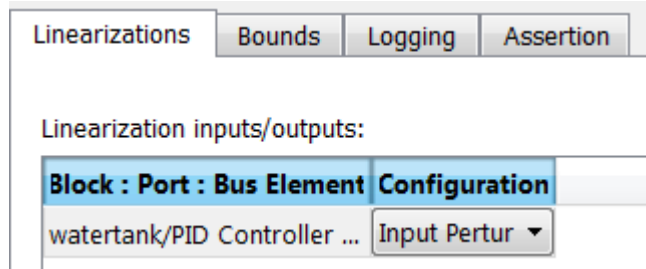 Linearizations Bounds Logging Assertion
Linearization inputs/outputs:
Block : Port : Bus Element Configuration
watertank/PID Controller ... Input Pertur